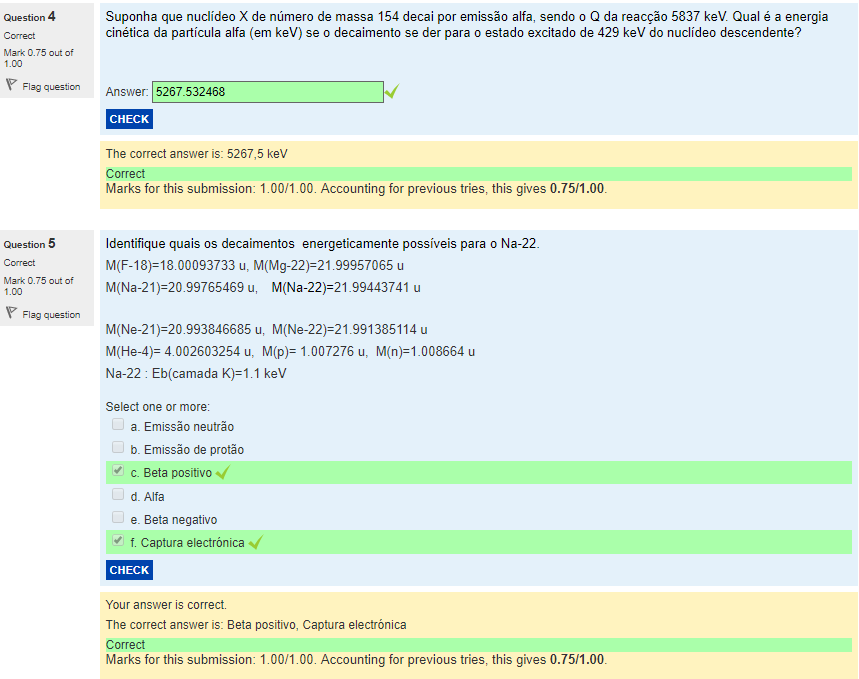 Question 4
Correct
Mark 0.75 out of
1.00
Flag question
Suponha que nuclídeo X de número de massa 154 decai por emissão alfa, sendo o Q da reacção 5837 keV. Qual é a energia
cinética da partícula alfa (em keV) se o decaimento se der para o estado excitado de 429 keV do nuclídeo descendente?
Answer: 5267.532468
CHECK
The correct answer is: 5267,5 keV
Correct
Marks for this submission: 1.00/1.00. Accounting for previous tries, this gives 0.75/1.00.
Question 5
Correct
Mark 0.75 out of
1.00
Flag question
Identifique quais os decaimentos energeticamente possíveis para o Na-22.
M(F-18)=18.00093733 u, M(Mg-22)=21.99957065 u
M(Na-21)=20.99765469 u, M(Na-22)=21.99443741 u
M(Ne-21)=20.993846685 u, M(Ne-22)=21.991385114 u
M(He-4)= 4.002603254 u, M(p)= 1.007276 u, M(n)=1.008664 u
Na-22 : Eb(camada K)=1.1 keV
Select one or more:
a. Emissão neutrão
b. Emissão de protão
c. Beta positivo
d. Alfa
e. Beta negativo
f. Captura electrónica
CHECK
Your answer is correct.
The correct answer is: Beta positivo, Captura electrónica
Correct
Marks for this submission: 1.00/1.00. Accounting for previous tries, this gives 0.75/1.00.